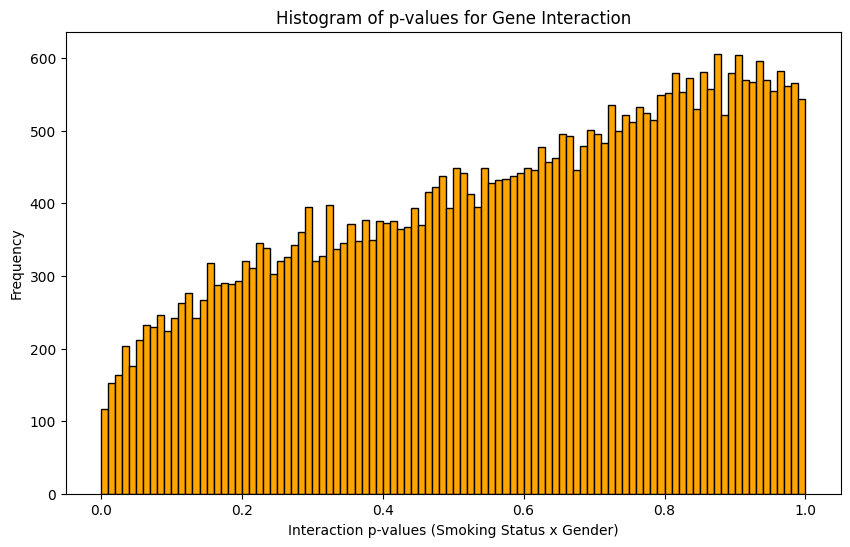 Histogram of p-values for Gene Interaction
Frequency
600
500
400
300
200
100
0
0.0 0.2 0.4 0.6 0.8 1.0
Interaction p-values (Smoking Status x Gender)